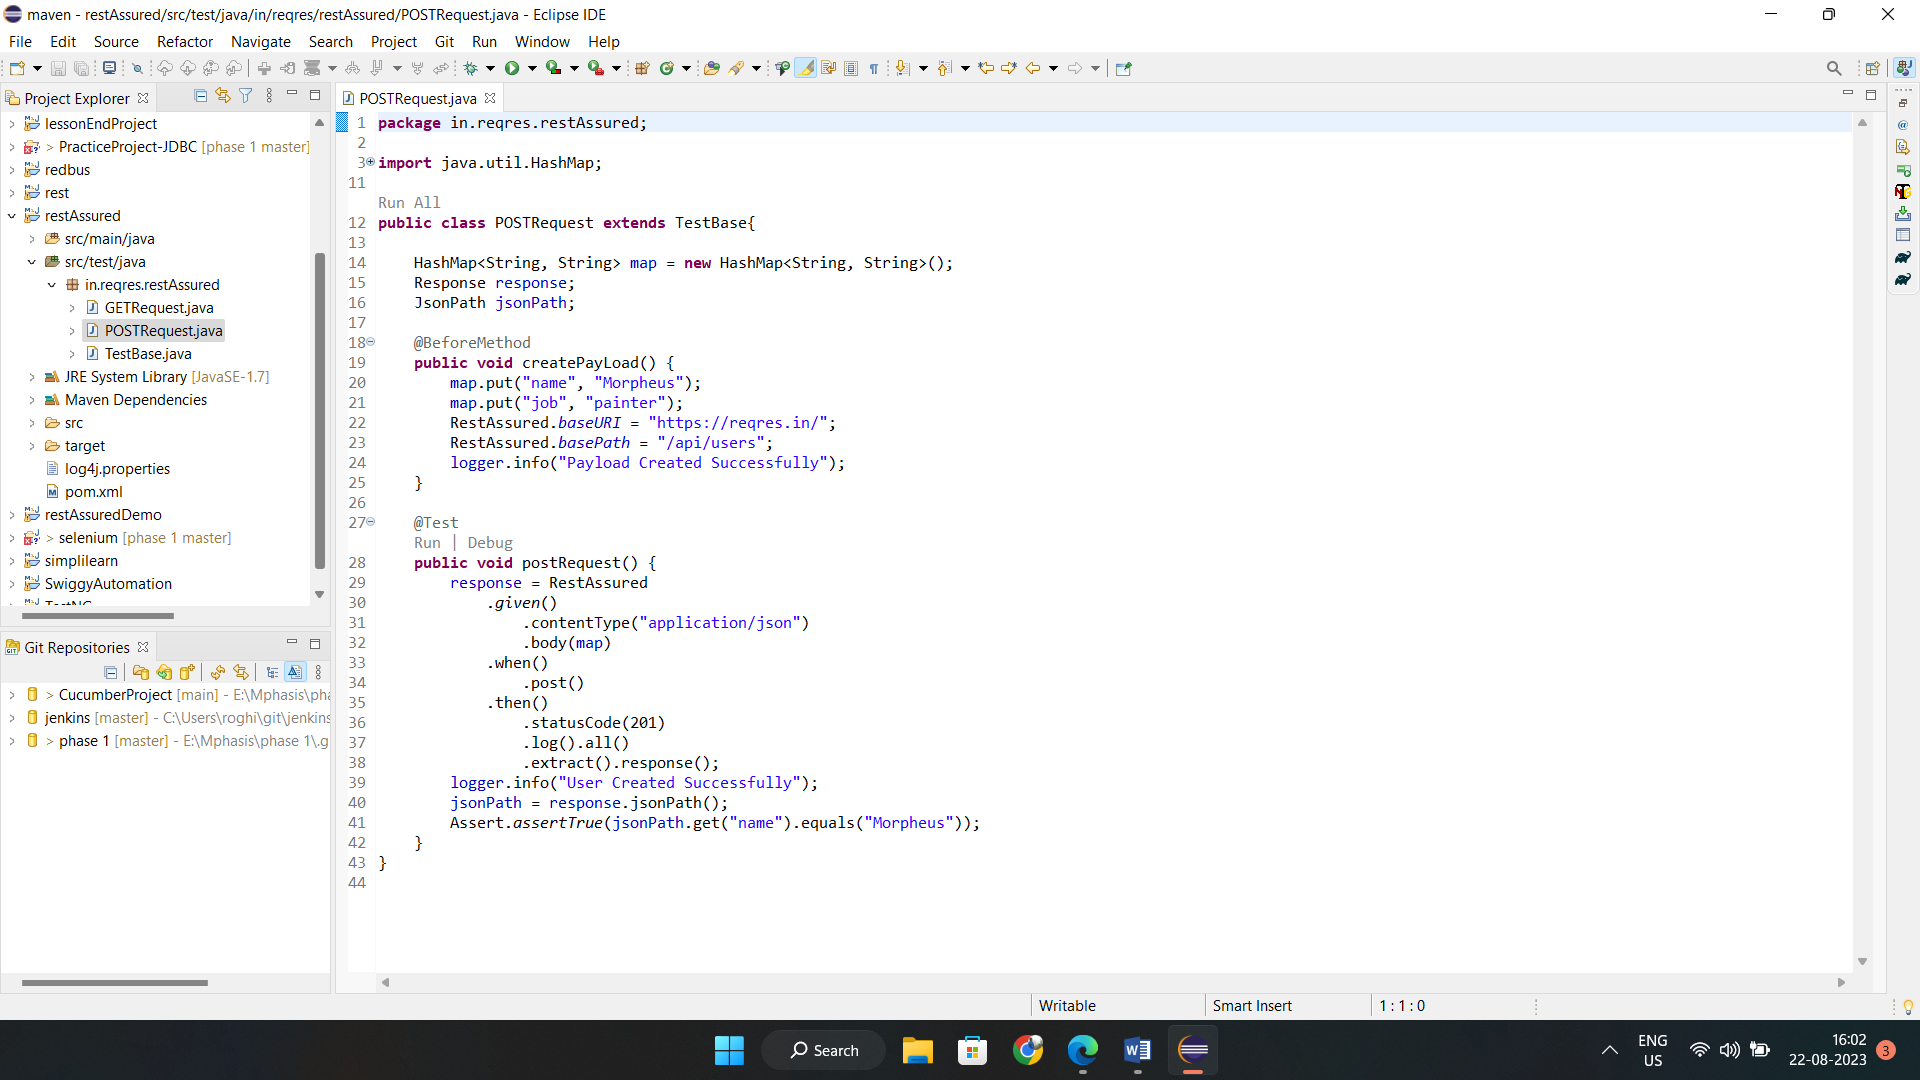 maven - restAssured/src/test/java/in/reqres/restAssured/POSTRequest.java - Eclipse IDE
File Edit Source Refactor Navigate Search Project Git Run Window Help
Project Explorer
lessonEndProject
> PracticeProject-JDBC [phase 1 master]
redbus
rest
restAssured
src/main/java
src/test/java
in.reqres.restAssured
GETRequest.java
POSTRequest.java
TestBase.java
JRE System Library [JavaSE-1.7]
Maven Dependencies
src
target
log4j.properties
pom.xml
restAssuredDemo
> selenium [phase 1 master]
simplilearn
SwiggyAutomation
Git Repositories
> CucumberProject [main] - E:\Mphasis\pha
jenkins [master] - C:\Users\roghi\git\jenkins
> phase 1 [master] - E:\Mphasis\phase 1\.g
POSTRequest.java
1 package in.reqres.restAssured;
2
3 import java.util.HashMap;
11
Run All
12 public class POSTRequest extends TestBase{
13
14 HashMap<String, String> map = new HashMap<String, String>();
15 Response response;
16 JsonPath jsonPath;
17
18 @BeforeMethod
19 public void createPayLoad() {
20 map.put("name", "Morpheus");
21 map.put("job", "painter");
22 RestAssured.baseURI = "https://reqres.in/";
23 RestAssured.basePath = "/api/users";
24 logger.info("Payload Created Successfully");
25 }
26
27 @Test
Run | Debug
28 public void postRequest() {
29 response = RestAssured
30 .given()
31 .contentType("application/json")
32 .body(map)
33 .when()
34 .post()
35 .then()
36 .statusCode(201)
37 .log().all()
38 .extract().response();
39 logger.info("User Created Successfully");
40 jsonPath = response.jsonPath();
41 Assert.assertTrue(jsonPath.get("name").equals("Morpheus"));
42 }
43 }
44
Writable Smart Insert 1 : 1 : 0
Search
ENG
US
16:02
22-08-2023
3